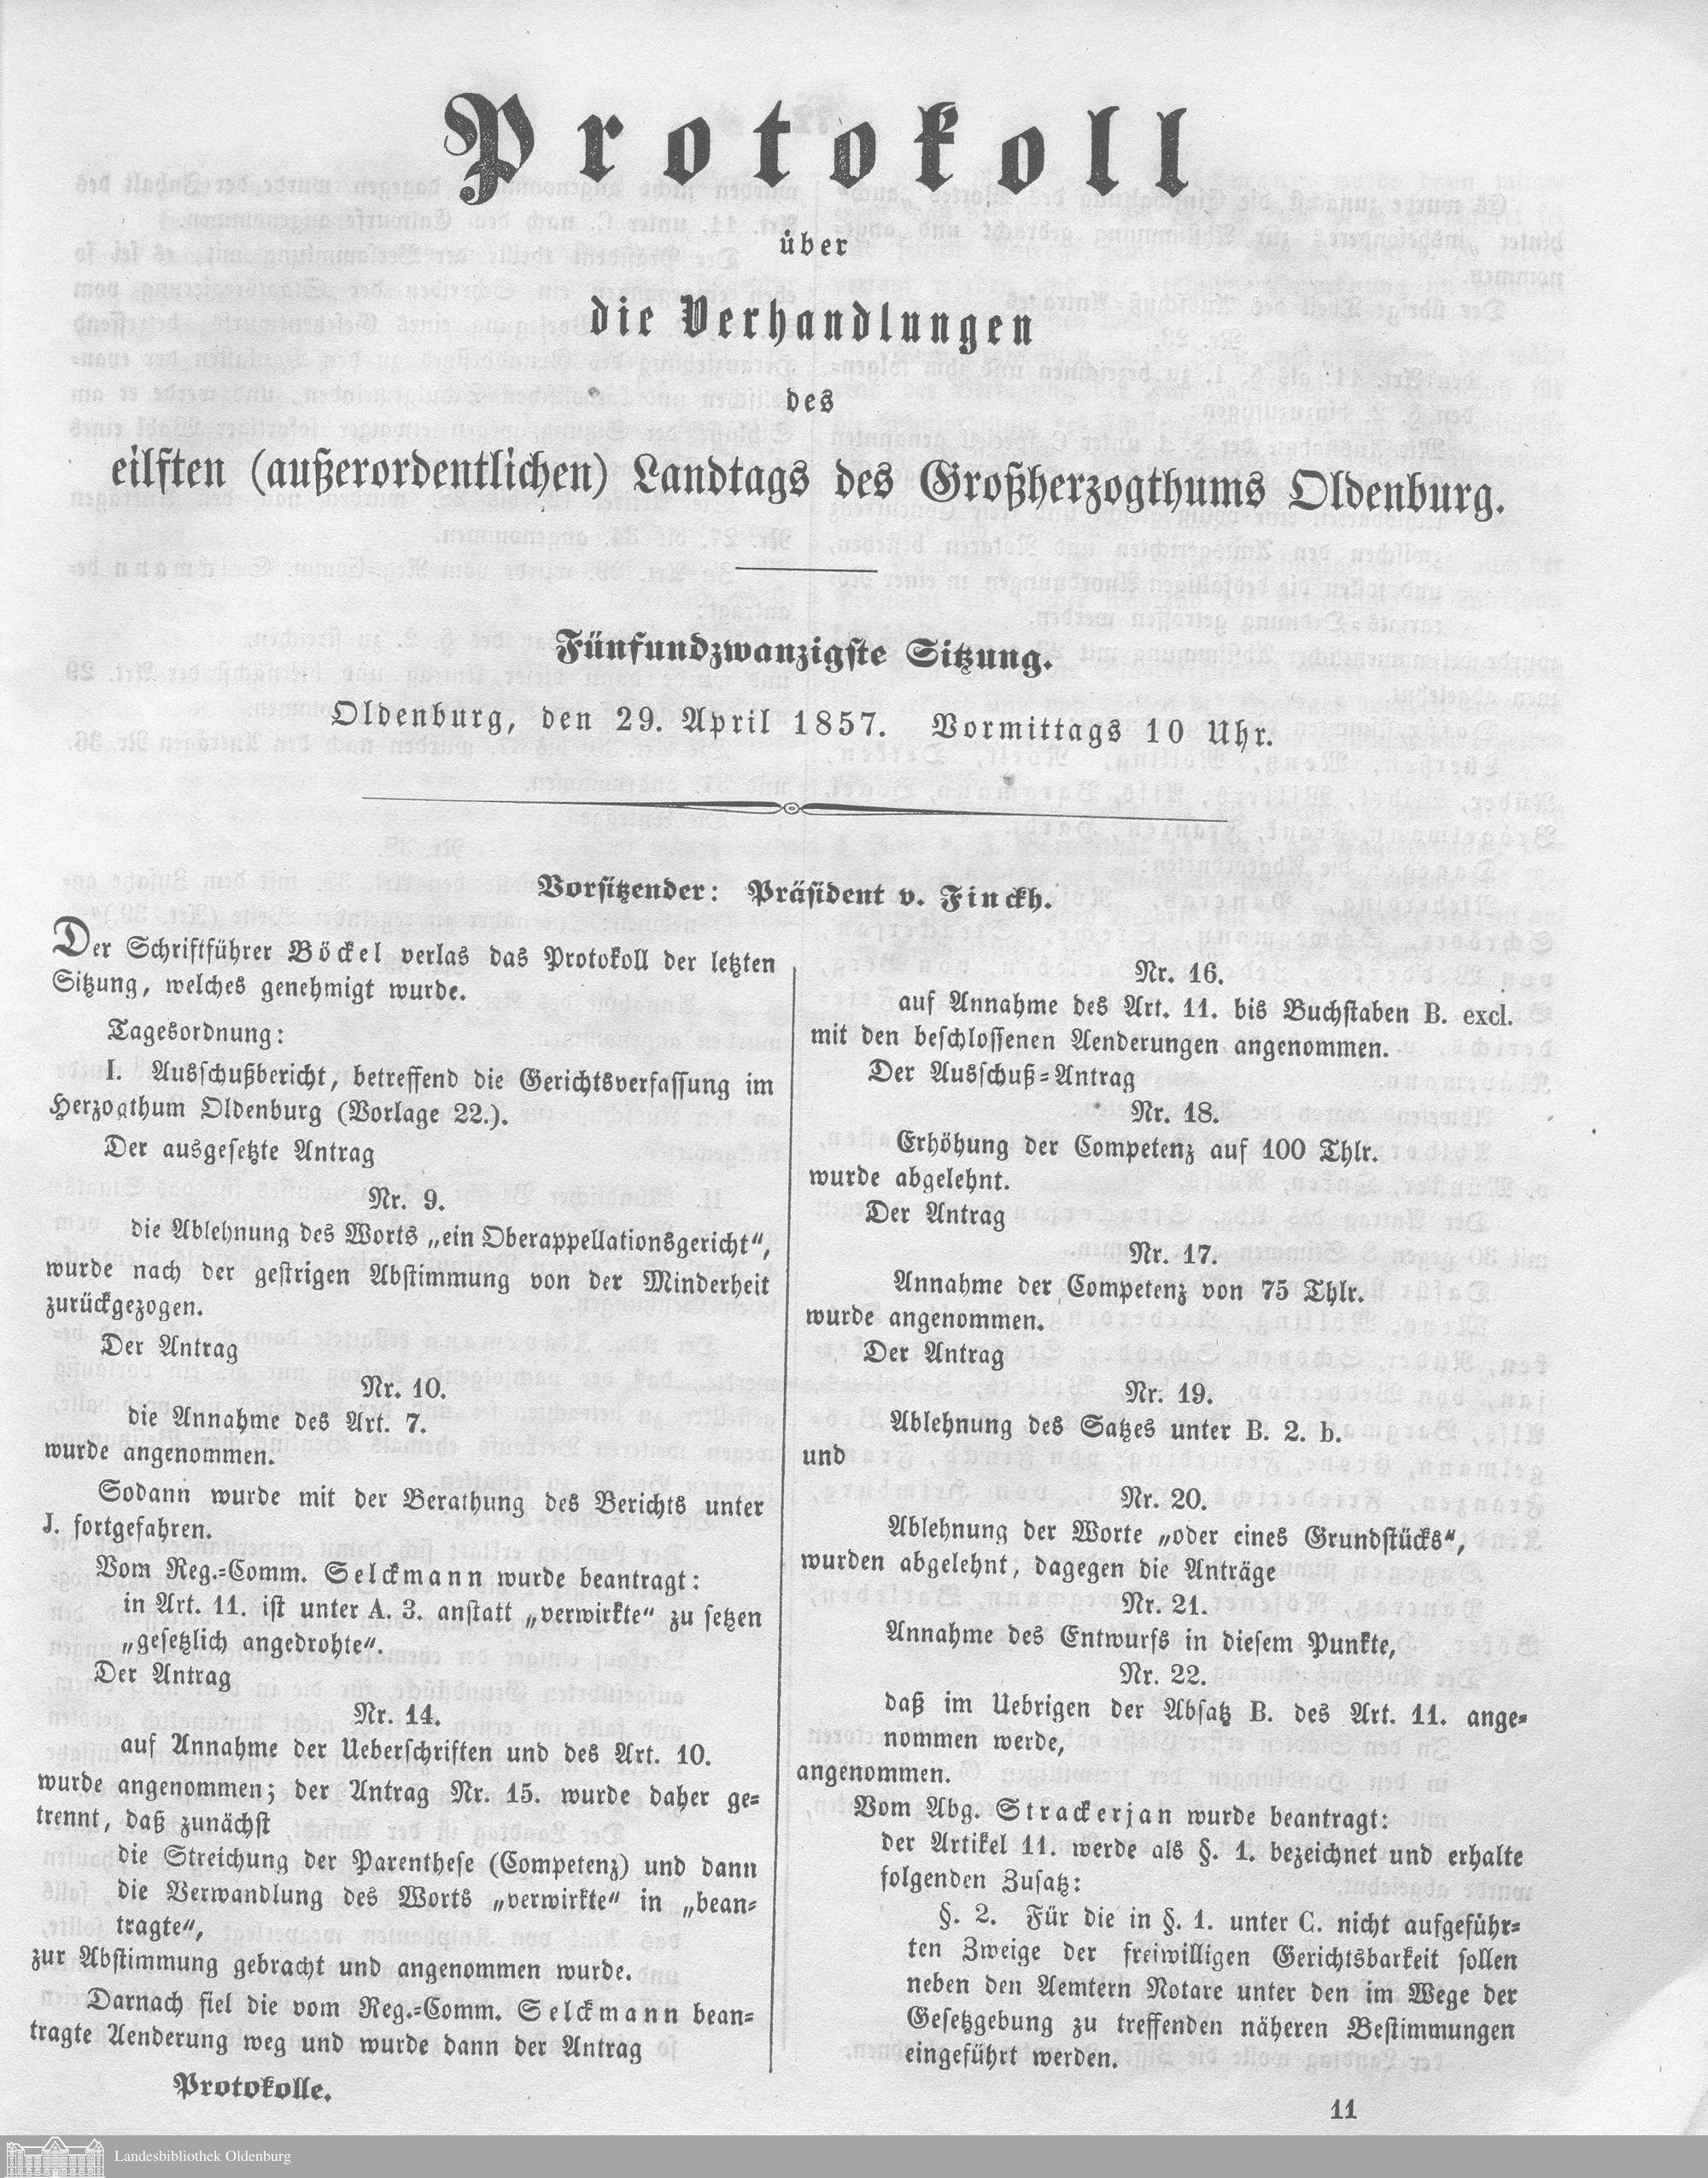 Protokoll
über
die Verhandlungen
des
eilften (außerordentlichen) Landtags des Großherzogthums Oldenburg.
Fünfundzwanzigste Sitzung.
Oldenburg, den 29. April 1857. Vormittags 10 Uhr.
Vorsitzender: Präsident v. Finckh.
Der Schriftführer Böckel verlas das Protokoll der letzten
Sitzung, welches genehmigt wurde.
Tagesordnung:
I. Ausschußbericht, betreffend die Gerichtsverfassung im
Herzogthum Oldenburg (Vorlage 22.).
Der ausgesetzte Antrag
Nr. 9.
die Ablehnung des Worts „ein Oberappellationsgericht“,
wurde nach der gestrigen Abstimmung von der Minderheit
zurückgezogen.
Der Antrag
Nr. 10.
die Annahme des Art. 7.
wurde angenommen.
Sodann wurde mit der Berathung des Berichts unter
J. fortgefahren.
Vom Reg.=Comm. Selckmann wurde beantragt:
in Art. 11. ist unter A. 3. anstatt „verwirkte“ zu setzen
„gesetzlich angedrohte“.
Der Antrag
Nr. 14.
auf Annahme der Ueberschriften und des Art. 10.
wurde angenommen; der Antrag Nr. 15. wurde daher ge=
trennt, daß zunächst
die Streichung der Parenthese (Competenz) und dann
die Verwandlung des Worts „verwirkte“ in „bean=
tragte“,
zur Abstimmung gebracht und angenommen wurde.
Darnach fiel die vom Reg.=Comm. Selckmann bean=
tragte Aenderung weg und wurde dann der Antrag
Protokolle.
Nr. 16.
auf Annahme des Art. 11. bis Buchstaben B. excl.
mit den beschlossenen Aenderungen angenommen.
Der Ausschuß=Antrag
Nr. 18.
Erhöhung der Competenz auf 100 Thlr.
wurde abgelehnt.
Der Antrag
Nr. 17.
Annahme der Competenz von 75 Thlr.
wurde angenommen.
Der Antrag
Nr. 19.
Ablehnung des Satzes unter B. 2. b.
und
Nr. 20.
Ablehnung der Worte „oder eines Grundstücks“,
wurden abgelehnt, dagegen die Anträge
Nr. 21.
Annahme des Entwurfs in diesem Punkte,
Nr. 22.
daß im Uebrigen der Absatz B. des Art. 11. ange=
nommen werde,
angenommen.
Vom Abg. Strackerjan wurde beantragt:
der Artikel 11. werde als §. 1. bezeichnet und erhalte
folgenden Zusatz:
§. 2. Für die in §. 1. unter C. nicht aufgeführ=
ten Zweige der freiwilligen Gerichtsbarkeit sollen
neben den Aemtern Notare unter den im Wege der
Gesetzgebung zu treffenden näheren Bestimmungen
eingeführt werden.
11
Landesbibliothek Oldenburg